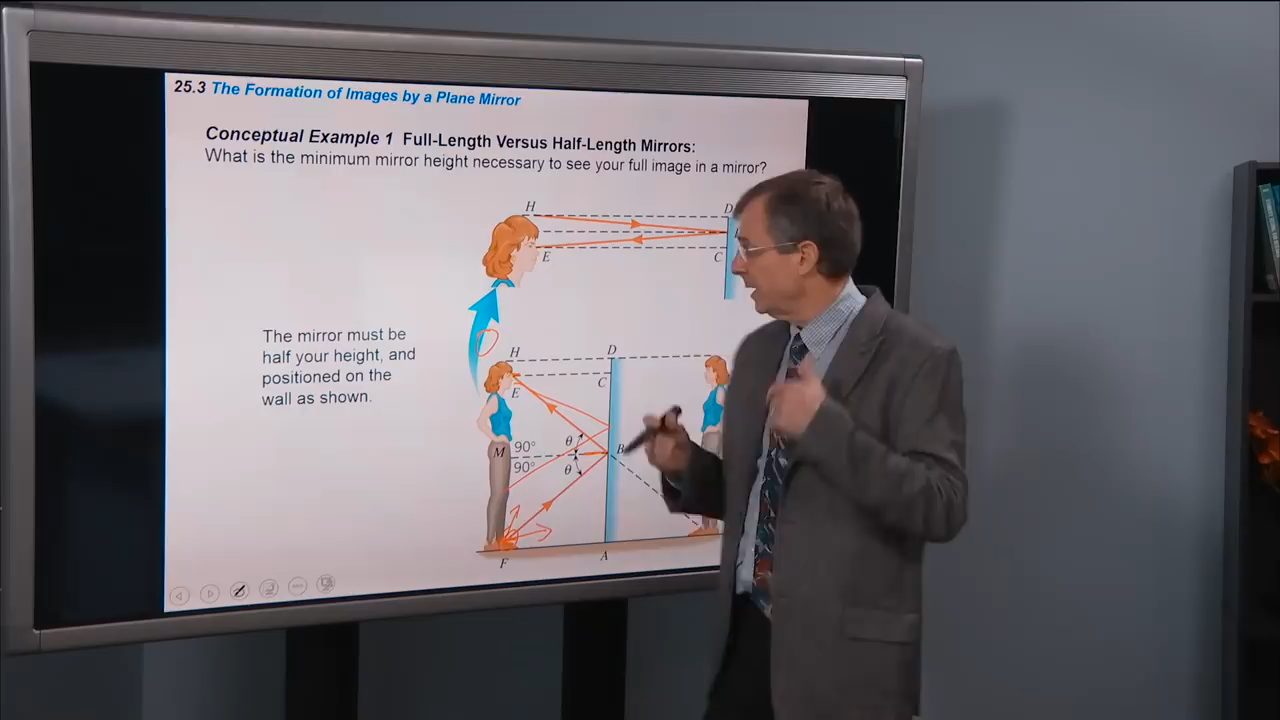 25.3 The Formation of Images by a Plane Mirror
Conceptual Example 1 Full-Length Versus Half-Length Mirrors:
What is the minimum mirror height necessary to see your full image in a mirror?
H
D
E
C
The mirror must be
half your height, and
positioned on the
wall as shown.
H
D
C
E
90°
θ
M
B
90°
θ
F
A